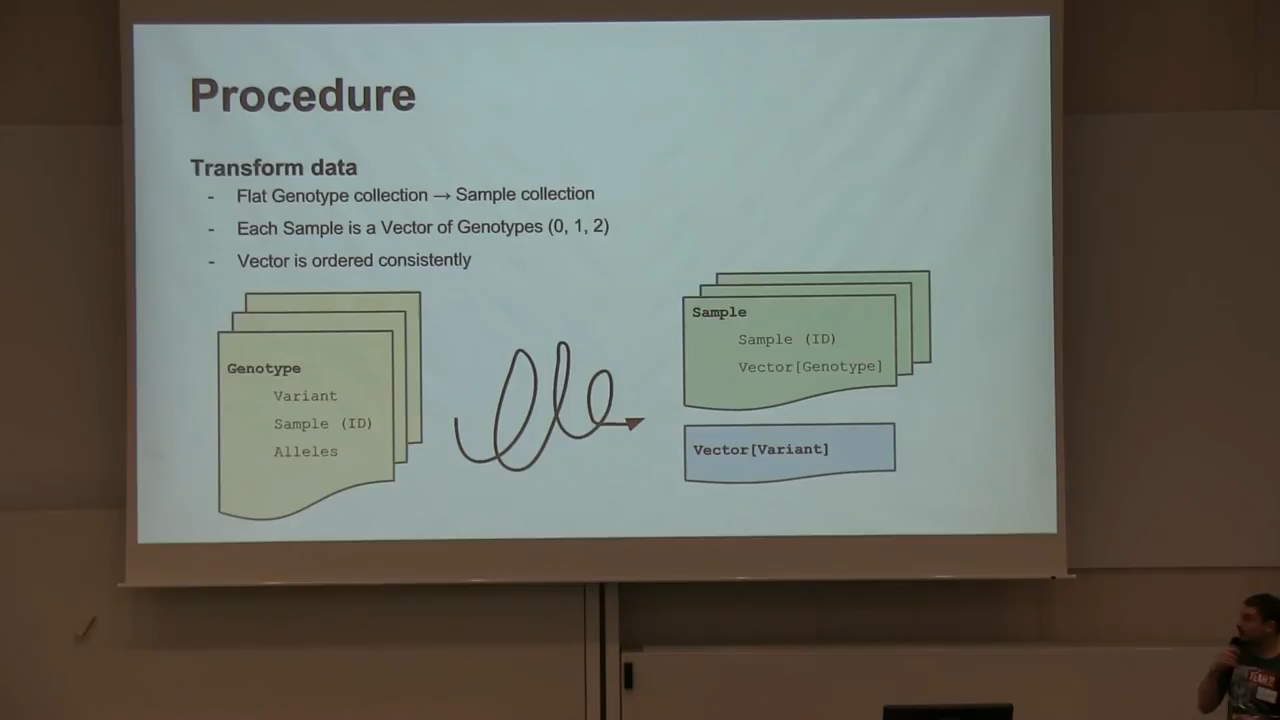 Procedure
Transform data
- Flat Genotype collection → Sample collection
- Each Sample is a Vector of Genotypes (0, 1, 2)
- Vector is ordered consistently
Genotype
Variant
Sample (ID)
Alleles
Sample
Sample (ID)
Vector[Genotype]
Vector[Variant]